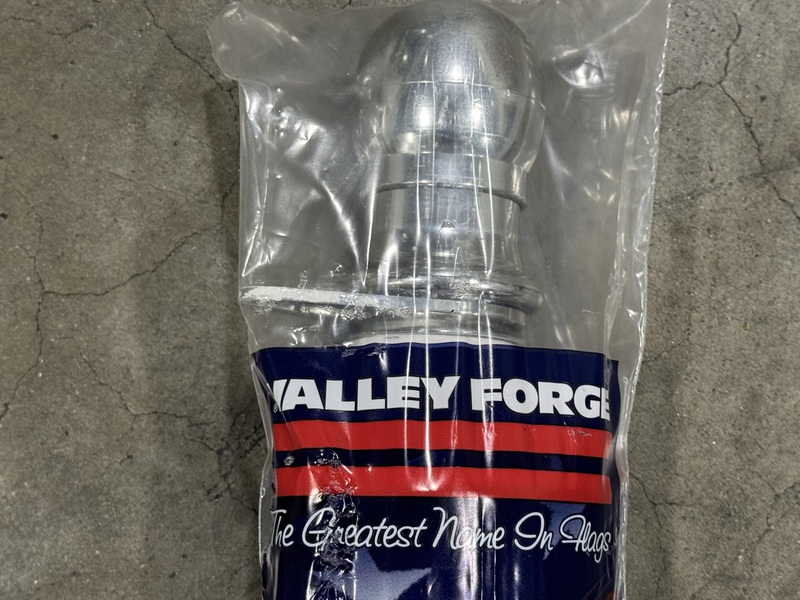 VALLEY FORGE
The Greatest Name In Flags